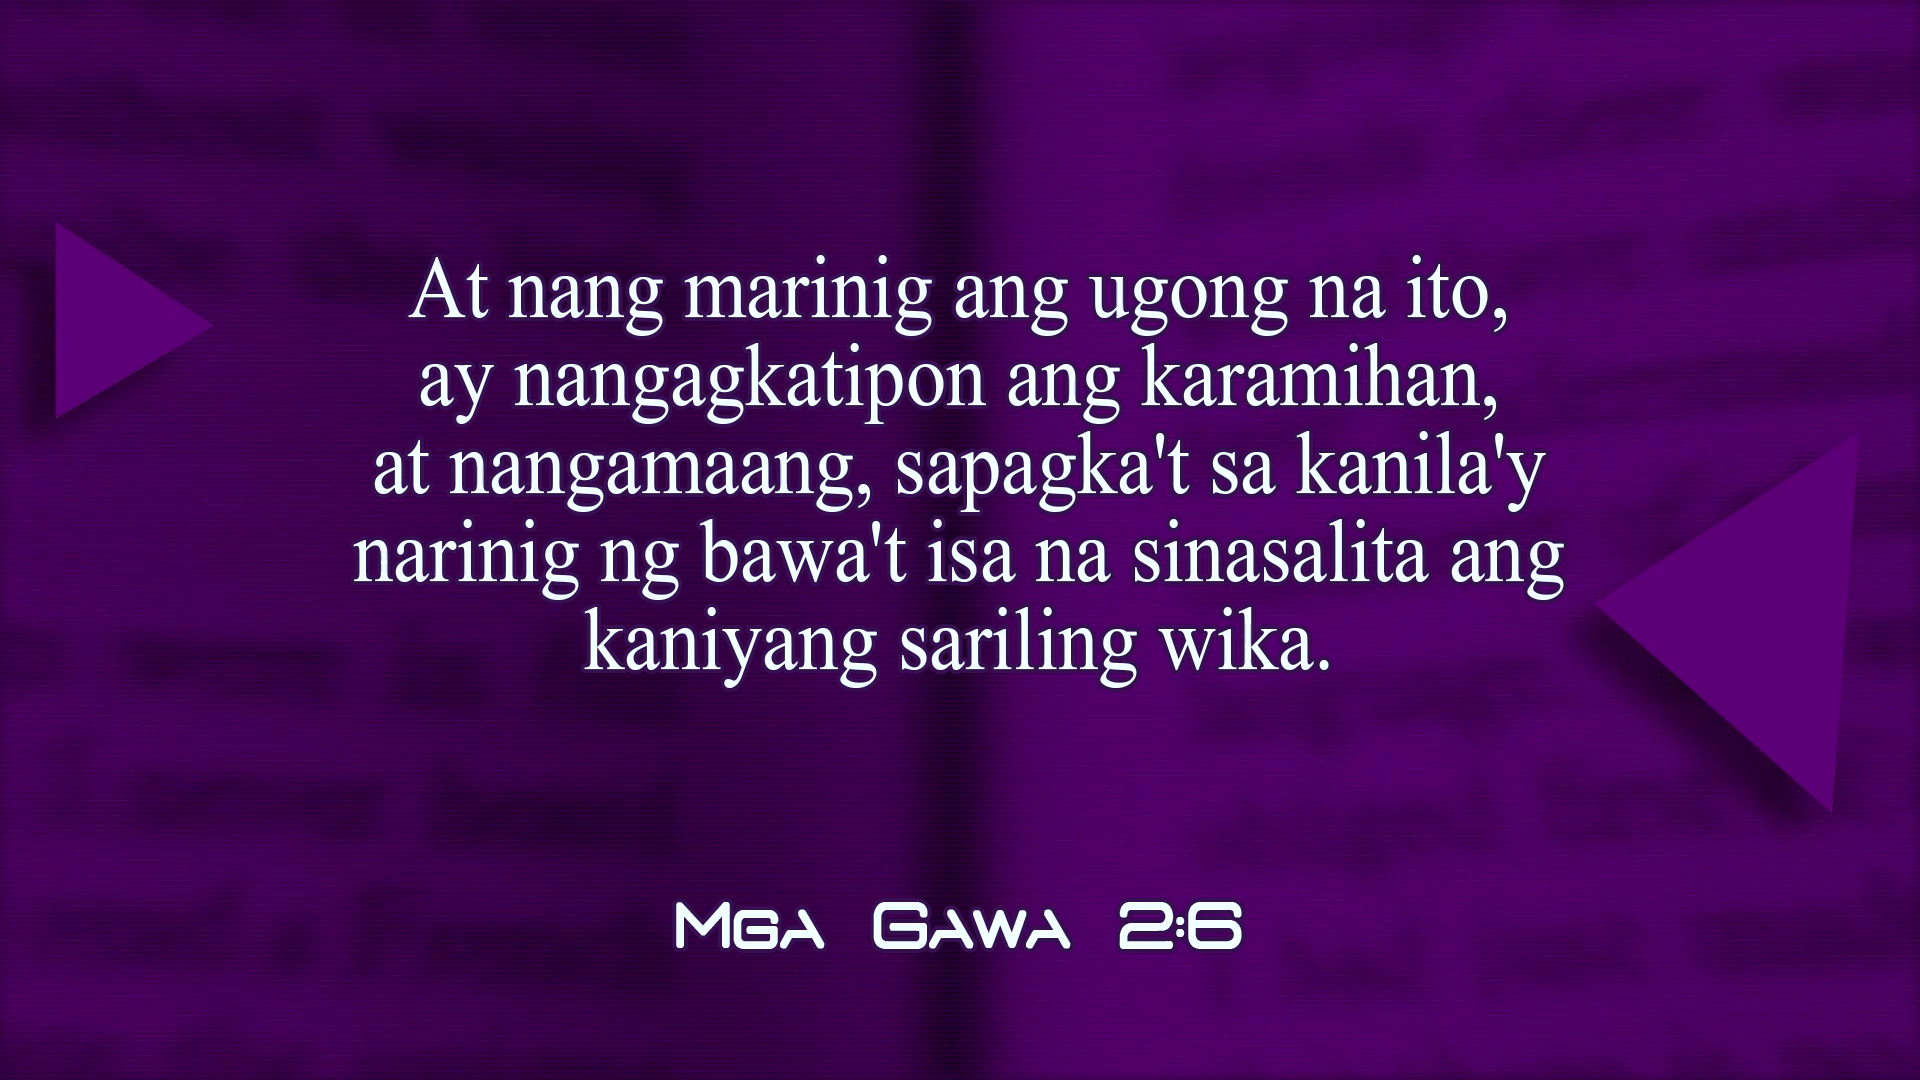 At nang marinig ang ugong na ito,
ay nangagkatipon ang karamihan,
at nangamaang, sapagka't sa kanila'y
narinig ng bawa't isa na sinasalita ang
kaniyang sariling wika.
Mga Gawa 2:6